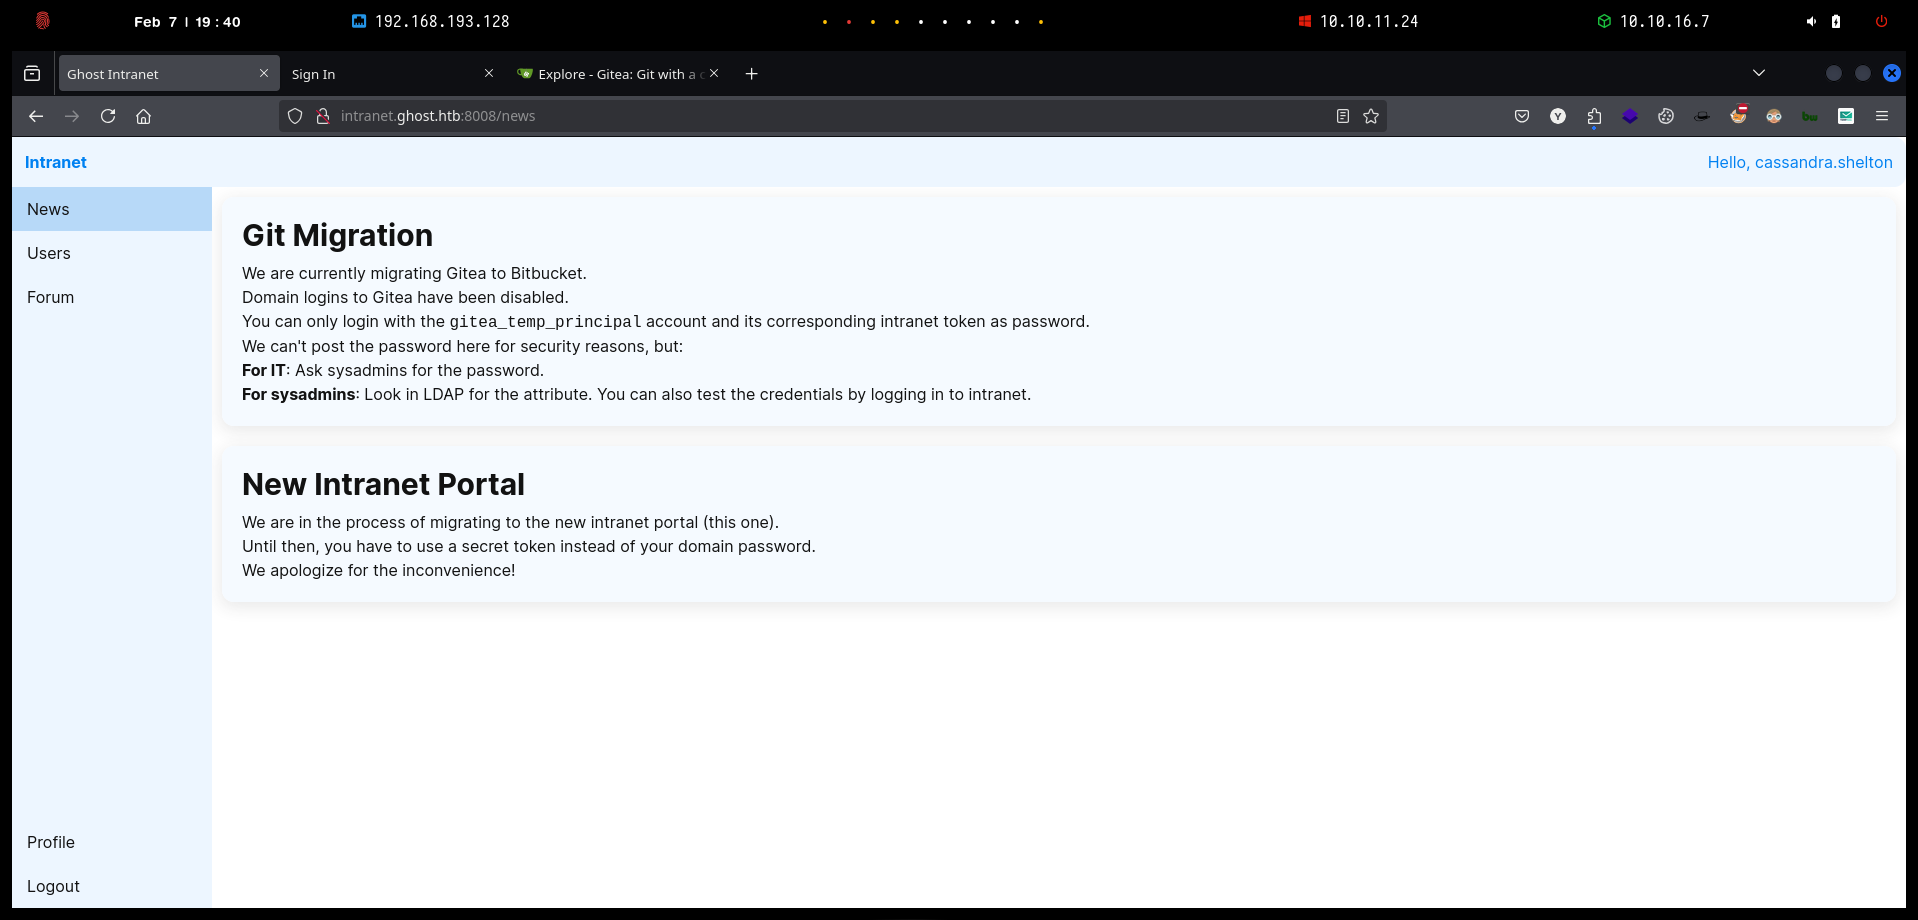 Feb 7 | 19:40
192.168.193.128
10.10.11.24
10.10.16.7
Ghost Intranet
Sign In
Explore - Gitea: Git with a c
intranet.ghost.htb:8008/news
Intranet
Hello, cassandra.shelton
News
Users
Forum
Git Migration
We are currently migrating Gitea to Bitbucket.
Domain logins to Gitea have been disabled.
You can only login with the gitea_temp_principal account and its corresponding intranet token as password.
We can't post the password here for security reasons, but:
For IT: Ask sysadmins for the password.
For sysadmins: Look in LDAP for the attribute. You can also test the credentials by logging in to intranet.
New Intranet Portal
We are in the process of migrating to the new intranet portal (this one).
Until then, you have to use a secret token instead of your domain password.
We apologize for the inconvenience!
Profile
Logout